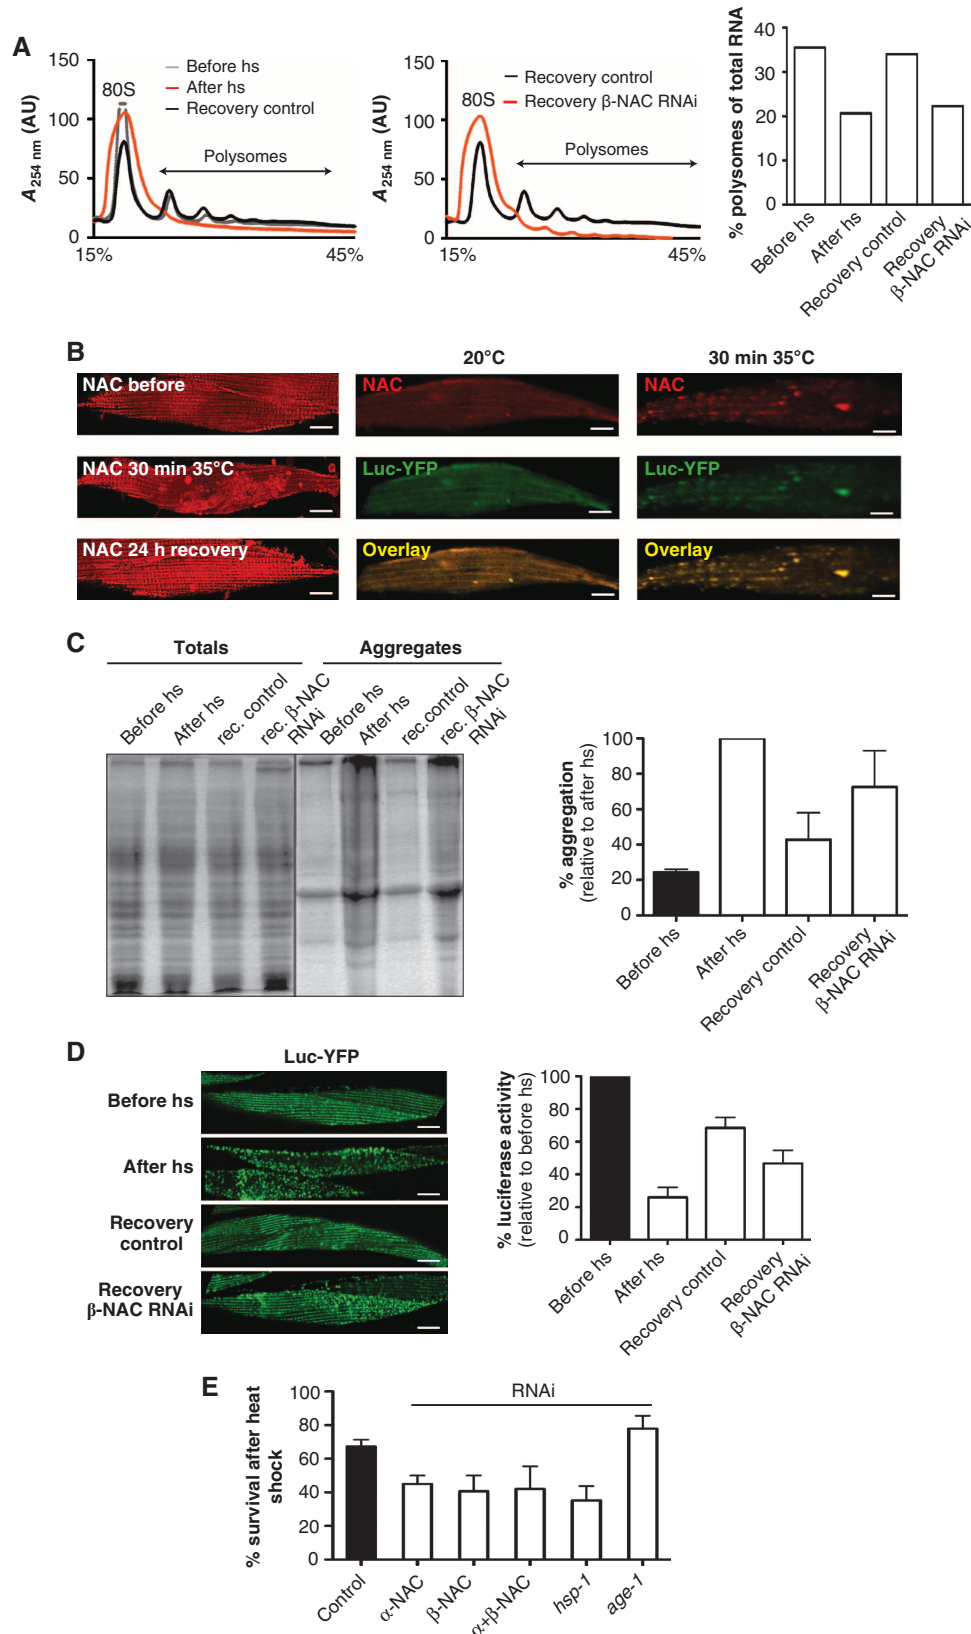 A
150
100
50
0
A254 nm (AU)
80S
Before hs
After hs
Recovery control
Polysomes
15%
45%
150
100
50
0
A254 nm (AU)
80S
Recovery control
Recovery β-NAC RNAi
Polysomes
15%
45%
% polysomes of total RNA
40
30
20
10
0
Before hs
After hs
Recovery control
Recovery
β-NAC RNAi
B
20°C
30 min 35°C
NAC before
NAC
NAC
NAC 30 min 35°C
Luc-YFP
Luc-YFP
NAC 24 h recovery
Overlay
Overlay
C
Totals
Aggregates
Before hs
After hs
rec. control
rec. β-NAC
RNAi
Before hs
After hs
rec.control
rec. β-NAC
RNAi
% aggregation
(relative to after hs)
100
80
60
40
20
0
Before hs
After hs
Recovery control
Recovery
β-NAC RNAi
D
Luc-YFP
Before hs
After hs
Recovery
control
Recovery
β-NAC RNAi
% luciferase activity
(relative to before hs)
100
80
60
40
20
0
Before hs
After hs
Recovery control
Recovery
β-NAC RNAi
E
% survival after heat
shock
100
80
60
40
20
0
RNAi
Control
α-NAC
β-NAC
α+β-NAC
hsp-1
age-1